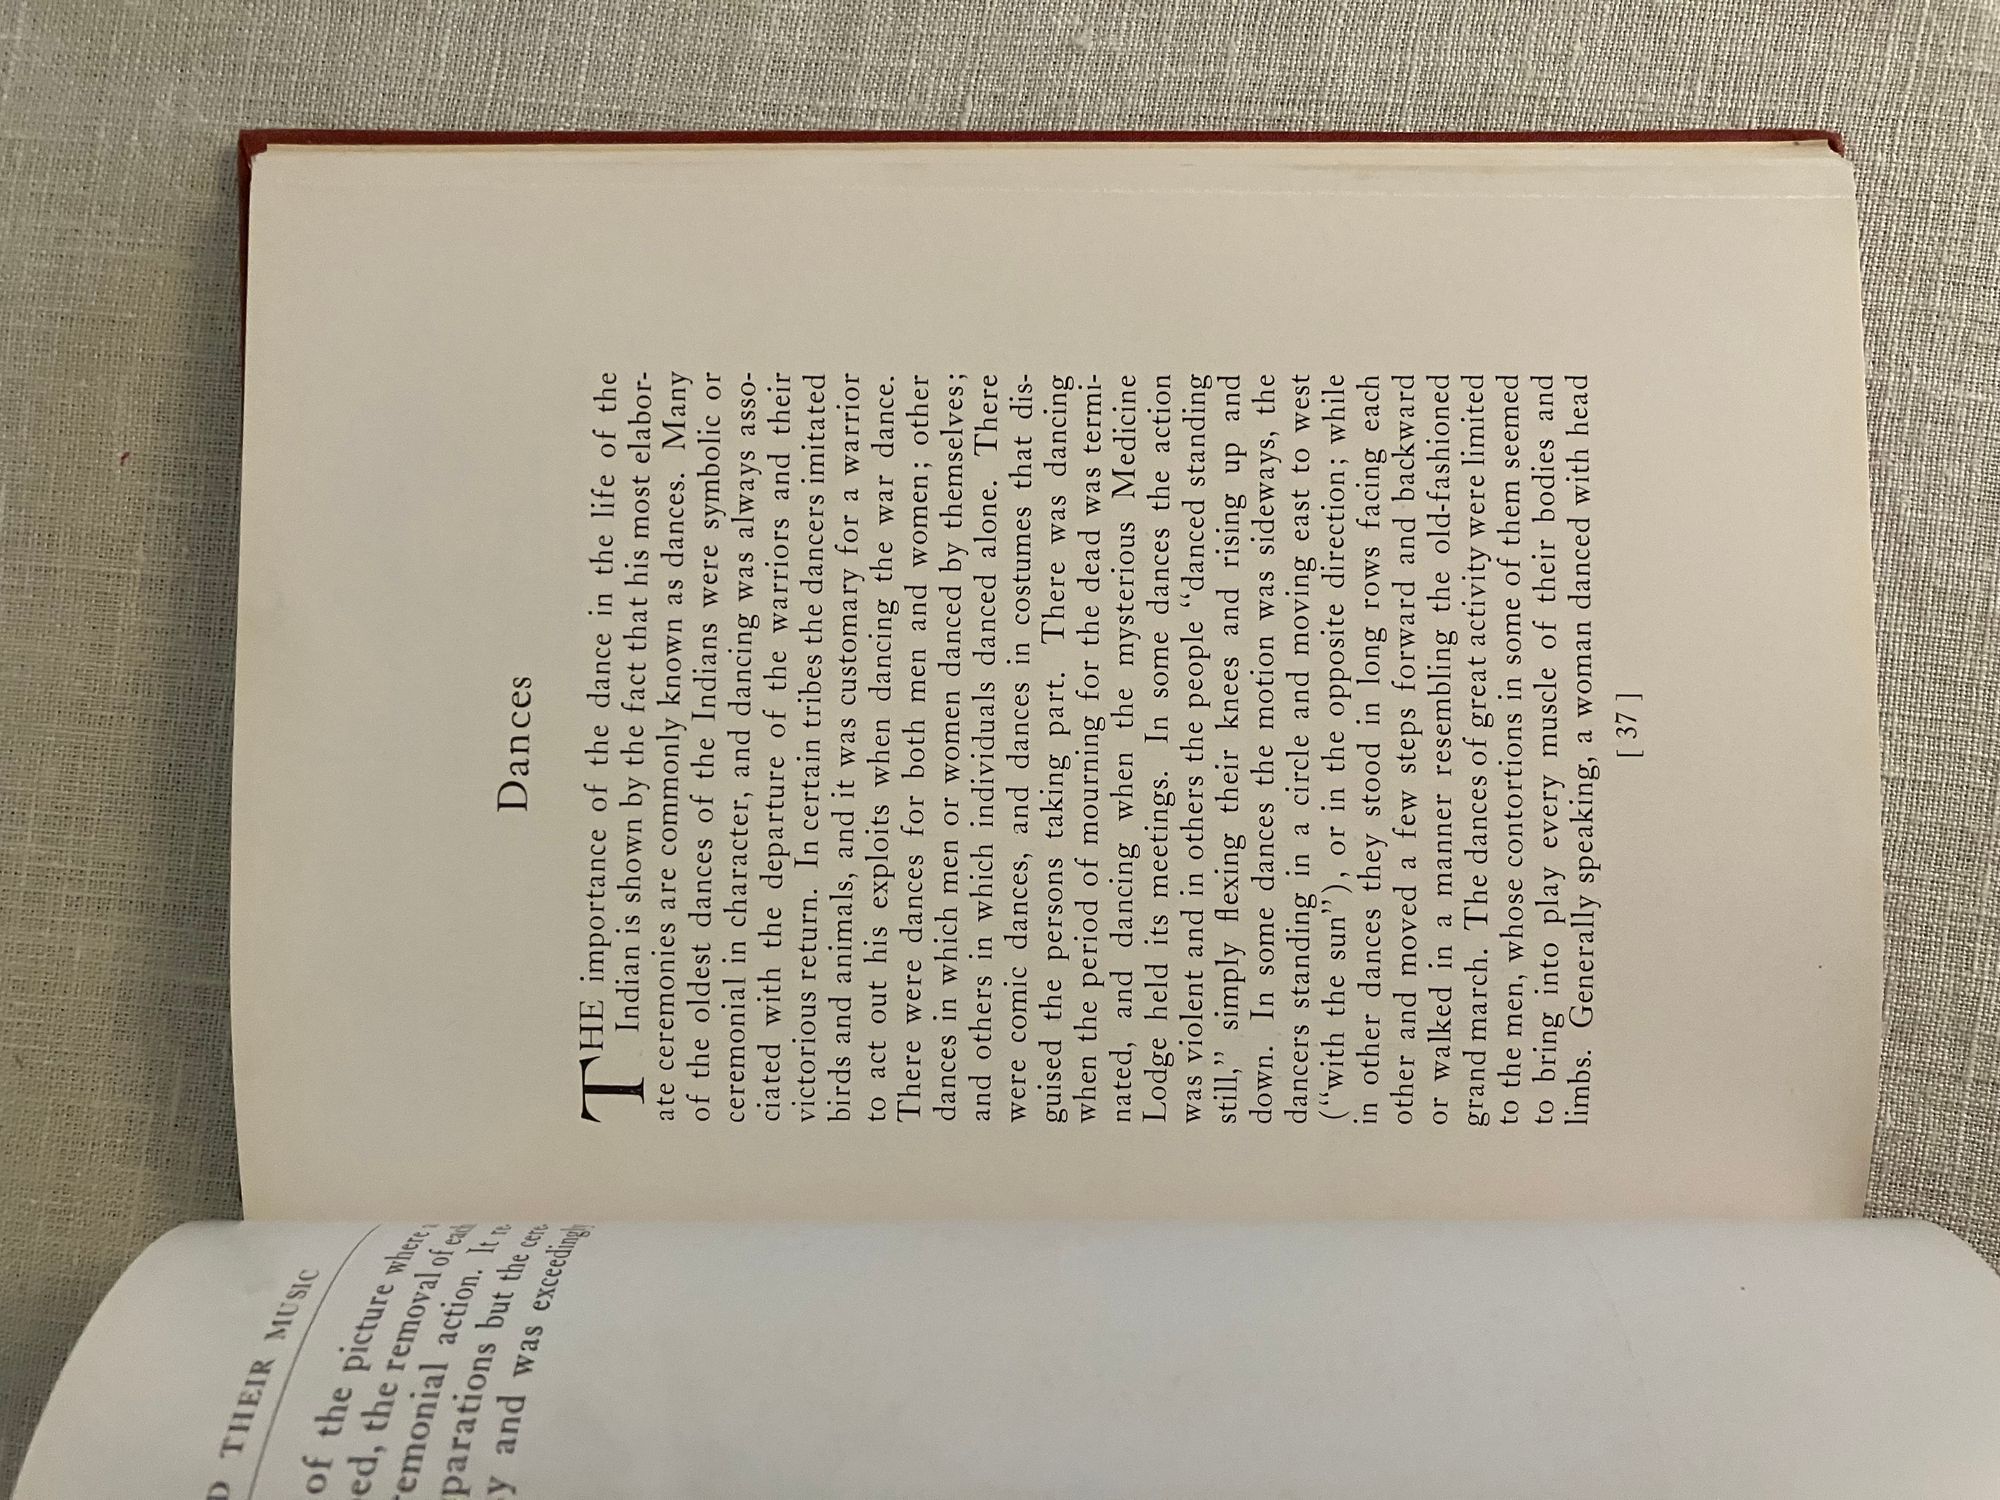 D THEIR MUSIC
of the picture where
ed, the removal of each
remonial action. It
parations but the
y and was exceedingly
Dances
THE importance of the dance in the life of the
Indian is shown by the fact that his most elabor-
ate ceremonies are commonly known as dances. Many
of the oldest dances of the Indians were symbolic or
ceremonial in character, and dancing was always asso-
ciated with the departure of the warriors and their
victorious return. In certain tribes the dancers imitated
birds and animals, and it was customary for a warrior
to act out his exploits when dancing the war dance.
There were dances for both men and women; other
dances in which men or women danced by themselves;
and others in which individuals danced alone. There
were comic dances, and dances in costumes that dis-
guised the persons taking part. There was dancing
when the period of mourning for the dead was termi-
nated, and dancing when the mysterious Medicine
Lodge held its meetings. In some dances the action
was violent and in others the people “danced standing
still,” simply flexing their knees and rising up and
down. In some dances the motion was sideways, the
dancers standing in a circle and moving east to west
(“with the sun”), or in the opposite direction; while
in other dances they stood in long rows facing each
other and moved a few steps forward and backward
or walked in a manner resembling the old-fashioned
grand march. The dances of great activity were limited
to the men, whose contortions in some of them seemed
to bring into play every muscle of their bodies and
limbs. Generally speaking, a woman danced with head
[ 37 ]